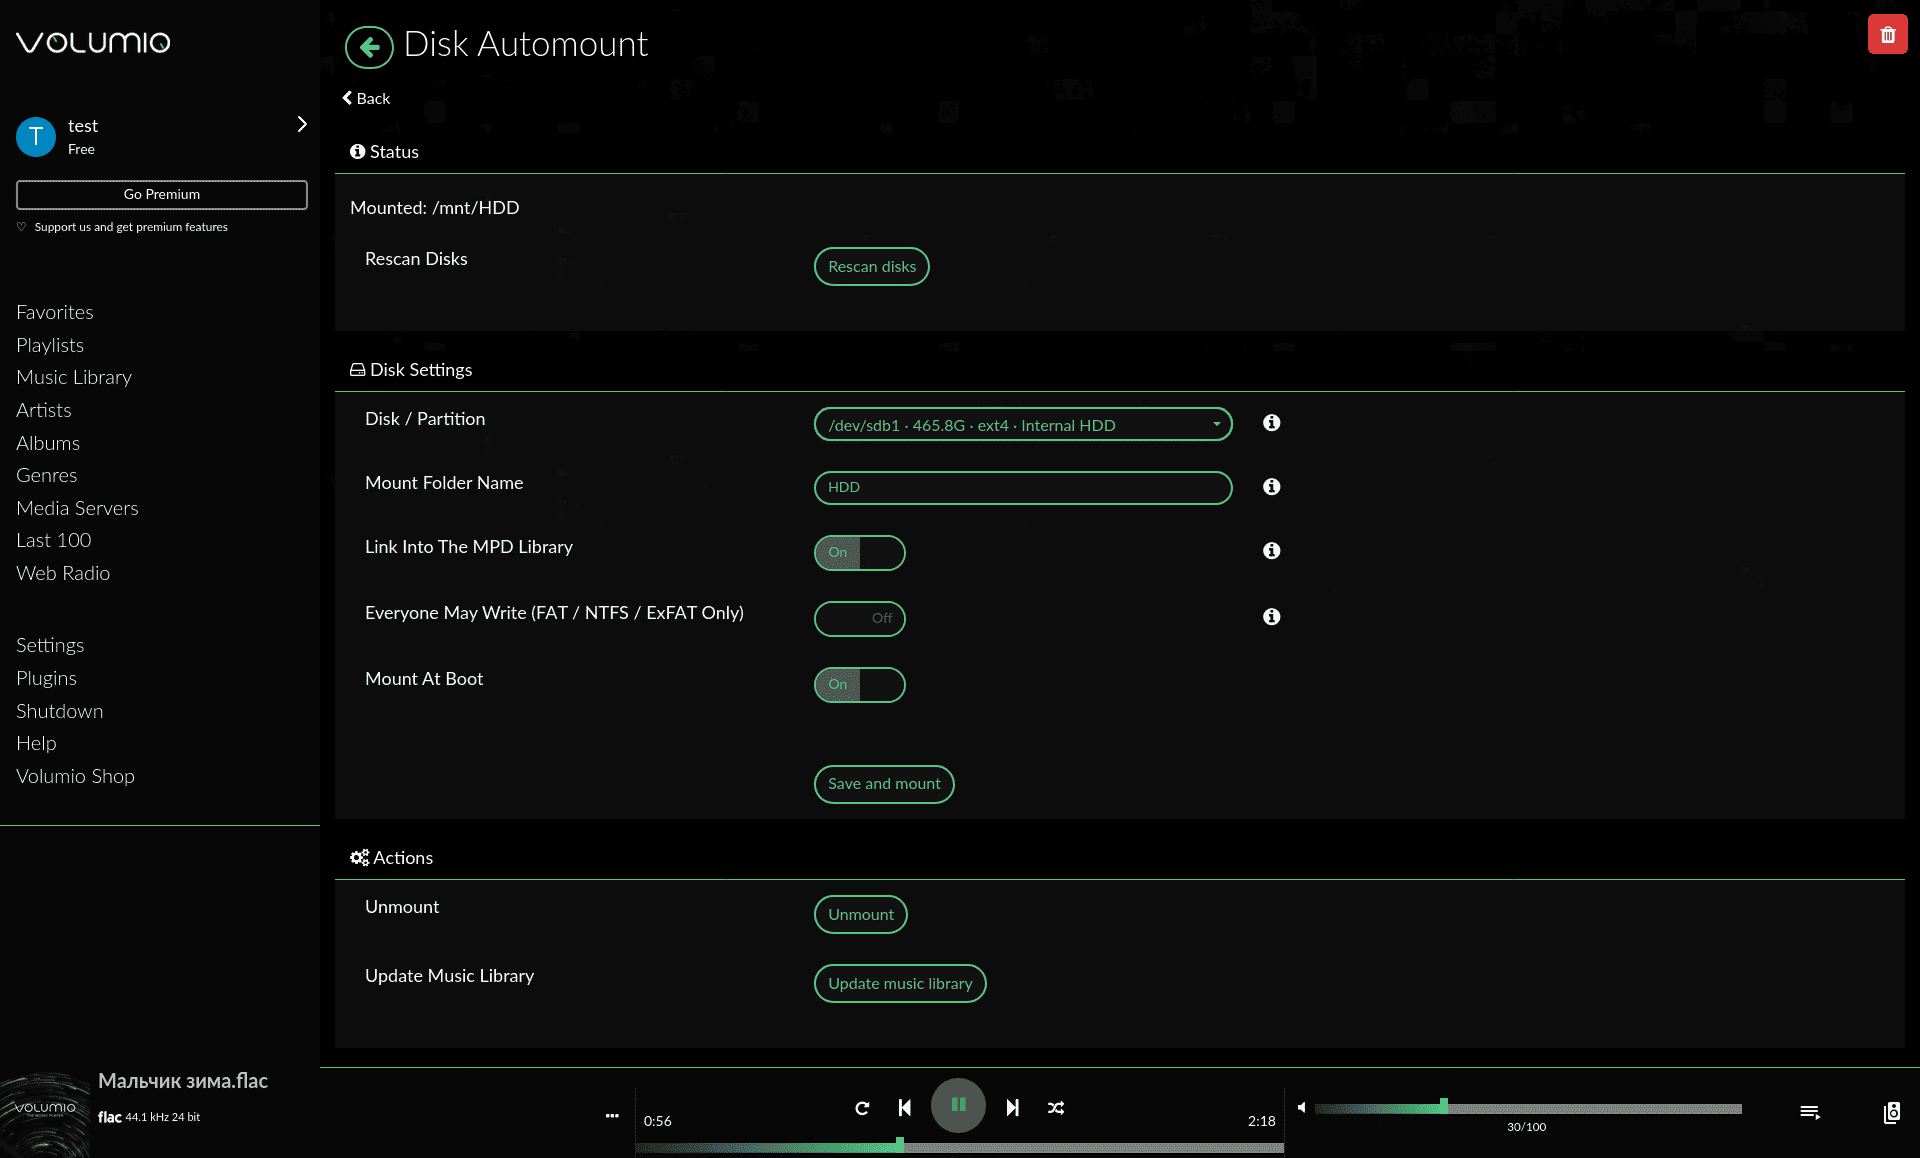 VOLUMIO
T
test
Free
Go Premium
♡ Support us and get premium features
Favorites
Playlists
Music Library
Artists
Albums
Genres
Media Servers
Last 100
Web Radio
Settings
Plugins
Shutdown
Help
Volumio Shop
Disk Automount
Back
Status
Mounted: /mnt/HDD
Rescan Disks
Rescan disks
Disk Settings
Disk / Partition
/dev/sdb1 · 465.8G · ext4 · Internal HDD
Mount Folder Name
HDD
Link Into The MPD Library
On
Everyone May Write (FAT / NTFS / ExFAT Only)
Off
Mount At Boot
On
Save and mount
Actions
Unmount
Unmount
Update Music Library
Update music library
VOLUMIO
Мальчик зима.flac
flac 44.1 kHz 24 bit
0:56
2:18
30/100